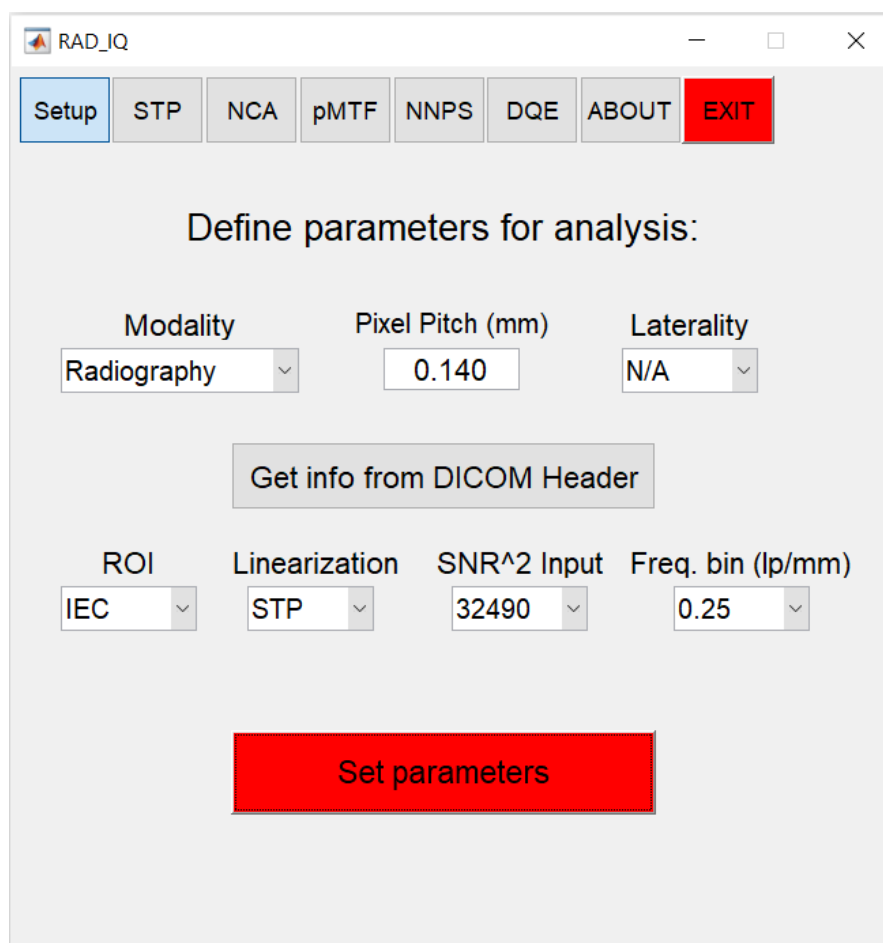 RAD_IQ
Setup STP NCA pMTF NNPS DQE ABOUT EXIT
Define parameters for analysis:
Modality Pixel Pitch (mm) Laterality
Radiography 0.140 N/A
Get info from DICOM Header
ROI Linearization SNR^2 Input Freq. bin (lp/mm)
IEC STP 32490 0.25
Set parameters